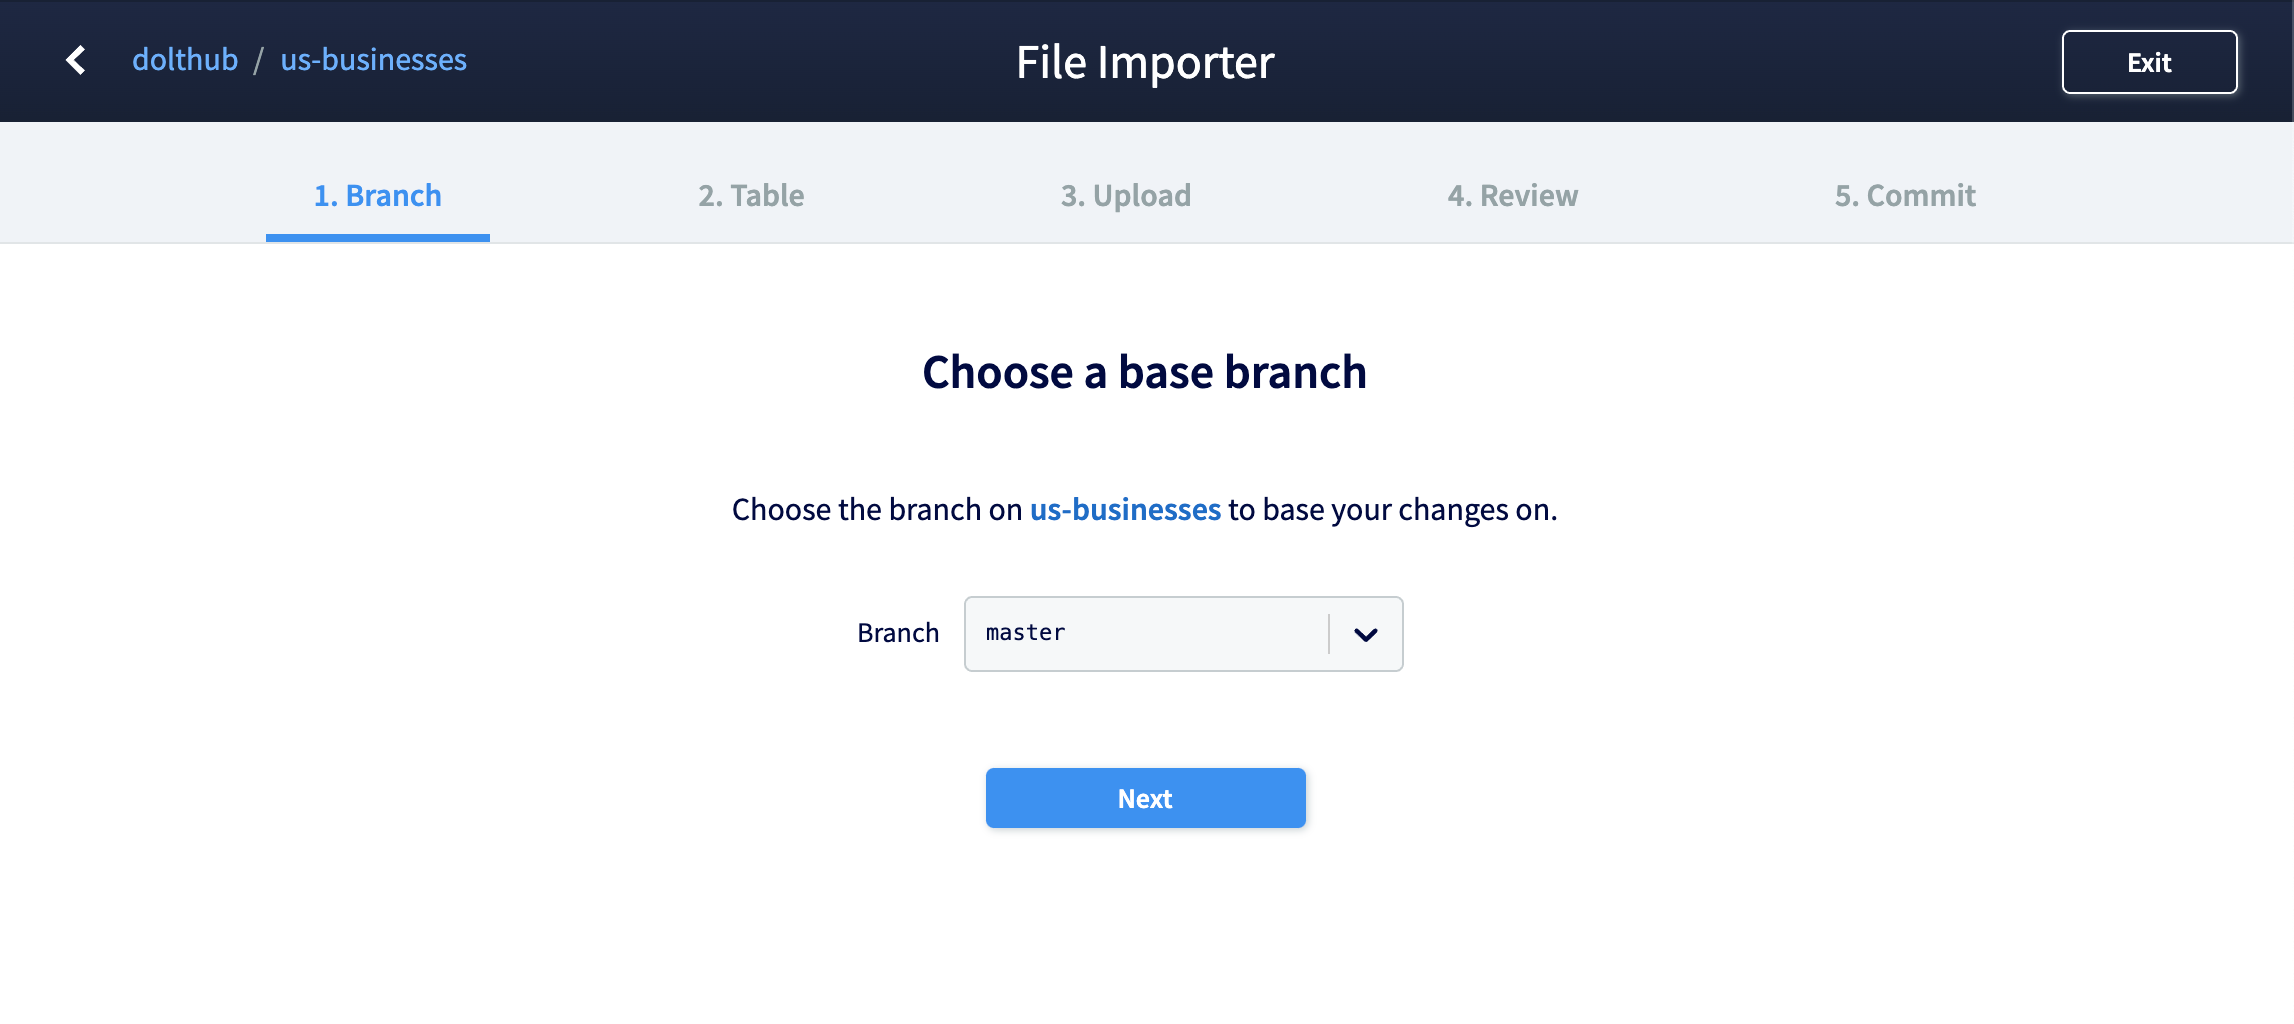 dolthub / us-businesses
File Importer
Exit
1. Branch
2. Table
3. Upload
4. Review
5. Commit
Choose a base branch
Choose the branch on us-businesses to base your changes on.
Branch
master
Next